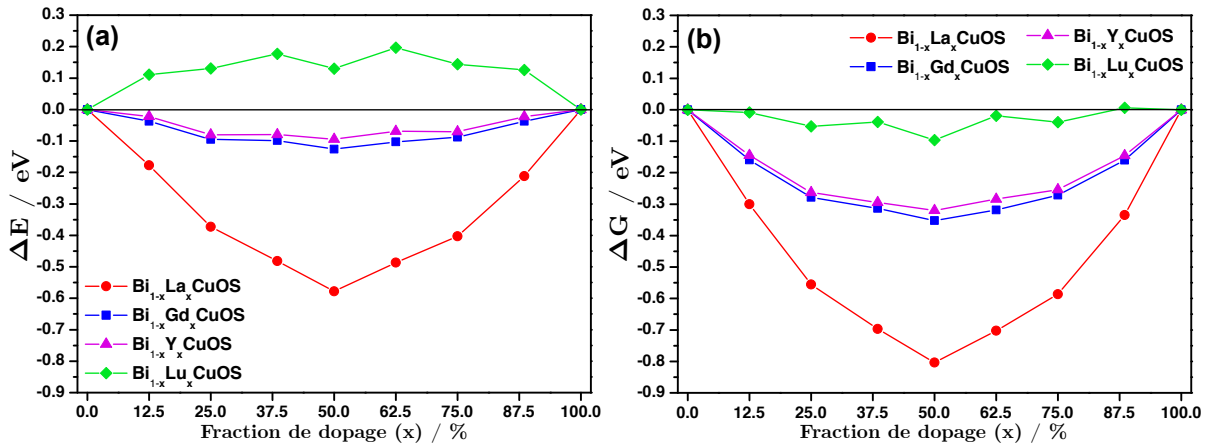 (a)
0.3
0.2
0.1
0.0
-0.1
-0.2
-0.3
-0.4
-0.5
-0.6
-0.7
-0.8
-0.9
ΔE / eV
Bi₁₋ₓLaₓCuOS
Bi₁₋ₓGdₓCuOS
Bi₁₋ₓYₓCuOS
Bi₁₋ₓLuₓCuOS
0.0 12.5 25.0 37.5 50.0 62.5 75.0 87.5 100.0
Fraction de dopage (x) / %
(b)
Bi₁₋ₓLaₓCuOS Bi₁₋ₓYₓCuOS
Bi₁₋ₓGdₓCuOS Bi₁₋ₓLuₓCuOS
0.3
0.2
0.1
0.0
-0.1
-0.2
-0.3
-0.4
-0.5
-0.6
-0.7
-0.8
-0.9
ΔG / eV
0.0 12.5 25.0 37.5 50.0 62.5 75.0 87.5 100.0
Fraction de dopage (x) / %